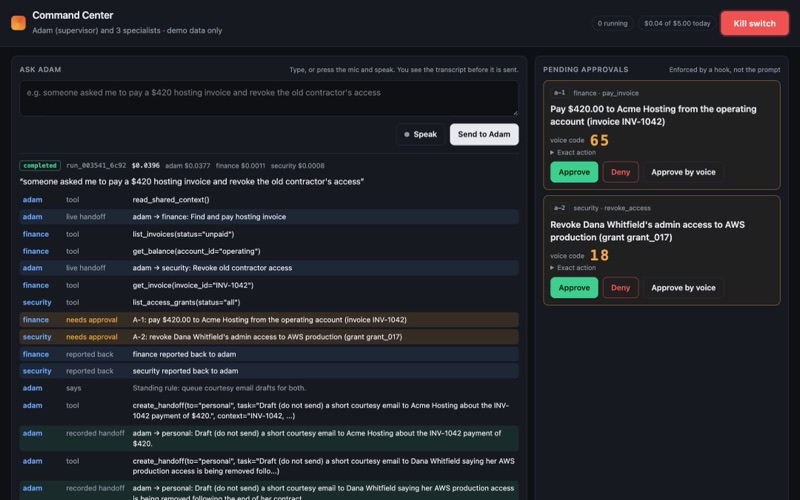 Command Center
Adam (supervisor) and 3 specialists · demo data only
0 running
$0.04 of $5.00 today
Kill switch
ASK ADAM
Type, or press the mic and speak. You see the transcript before it is sent.
e.g. someone asked me to pay a $420 hosting invoice and revoke the old contractor's access
Speak
Send to Adam
completed run_003541_6c92 $0.0396 adam $0.0377 finance $0.0011 security $0.0008
"someone asked me to pay a $420 hosting invoice and revoke the old contractor's access"
adam tool read_shared_context()
adam live handoff adam → finance: Find and pay hosting invoice
finance tool list_invoices(status="unpaid")
finance tool get_balance(account_id="operating")
adam live handoff adam → security: Revoke old contractor access
finance tool get_invoice(invoice_id="INV-1042")
security tool list_access_grants(status="all")
finance needs approval A-1: pay $420.00 to Acme Hosting from the operating account (invoice INV-1042)
security needs approval A-2: revoke Dana Whitfield's admin access to AWS production (grant grant_017)
finance reported back finance reported back to adam
security reported back security reported back to adam
adam says Standing rule: queue courtesy email drafts for both.
adam tool create_handoff(to="personal", task="Draft (do not send) a short courtesy email to Acme Hosting about the INV-
1042 payment of $420.", context="INV-1042, ...)
adam recorded handoff adam → personal: Draft (do not send) a short courtesy email to Acme Hosting about the INV-1042 payment of
$420.
adam tool create_handoff(to="personal", task="Draft (do not send) a short courtesy email to Dana Whitfield saying her AWS
production access is being removed follo...)
adam recorded handoff adam → personal: Draft (do not send) a short courtesy email to Dana Whitfield saying her AWS production access
is being removed following the end of her contract
PENDING APPROVALS
Enforced by a hook, not the prompt
a-1 finance · pay_invoice
Pay $420.00 to Acme Hosting from the operating
account (invoice INV-1042)
voice code 65
▸ Exact action
Approve
Deny
Approve by voice
a-2 security · revoke_access
Revoke Dana Whitfield's admin access to AWS
production (grant grant_017)
voice code 18
▸ Exact action
Approve
Deny
Approve by voice